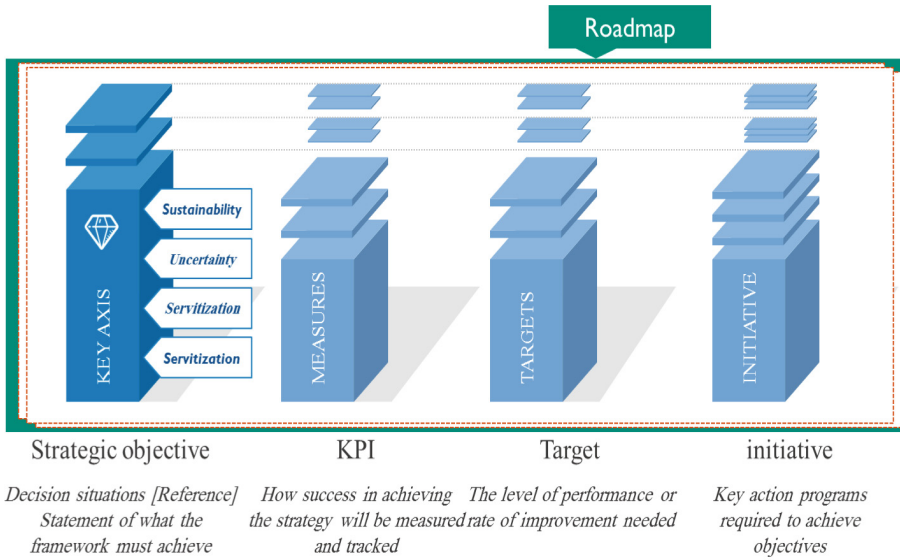 Roadmap
KEY AXIS
Sustainability
Uncertainty
Servitization
Servitization
MEASURES
TARGETS
INITIATIVE
Strategic objective
Decision situations [Reference]
Statement of what the
framework must achieve
KPI
How success in achieving
the strategy will be measured
and tracked
Target
The level of performance or
rate of improvement needed
initiative
Key action programs
required to achieve
objectives